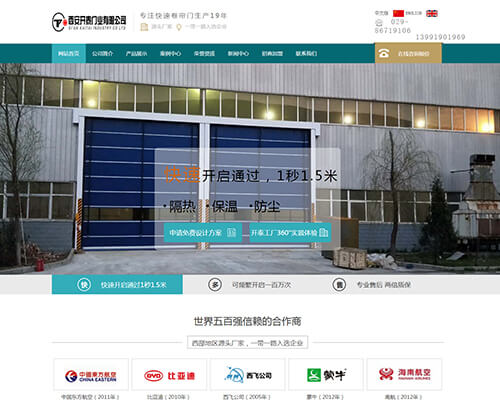 西安开泰门业有限公司
XI'AN KAITAI INDUSTRY CO LTD
专注快速卷帘门生产19年
源头厂家 一带一路入选企业
中文版 ENGLISH
029-86719106
13991901969
网站首页 公司简介 产品展示 案例中心 荣誉资质 新闻中心 招商加盟 联系我们
在线咨询报价
快速开启通过，1秒1.5米
·隔热 ·保温 ·防尘
申请免费设计方案
开泰工厂360°实景体验
快 快速开启通过1秒1.5米
多 可频繁开启一百万次
售 专业售后 两倍质保
世界五百强信赖的合作商
西部地区源头厂家，一带一路入选企业
中國東方航空
CHINA EASTERN
BYD 比亚迪
西飞公司
蒙牛
海南航空
HAINAN AIRLINES
中国东方航空（2011年）
比亚迪（2010年）
西飞公司（2005年）
蒙牛（2012年）
南航（2012年）